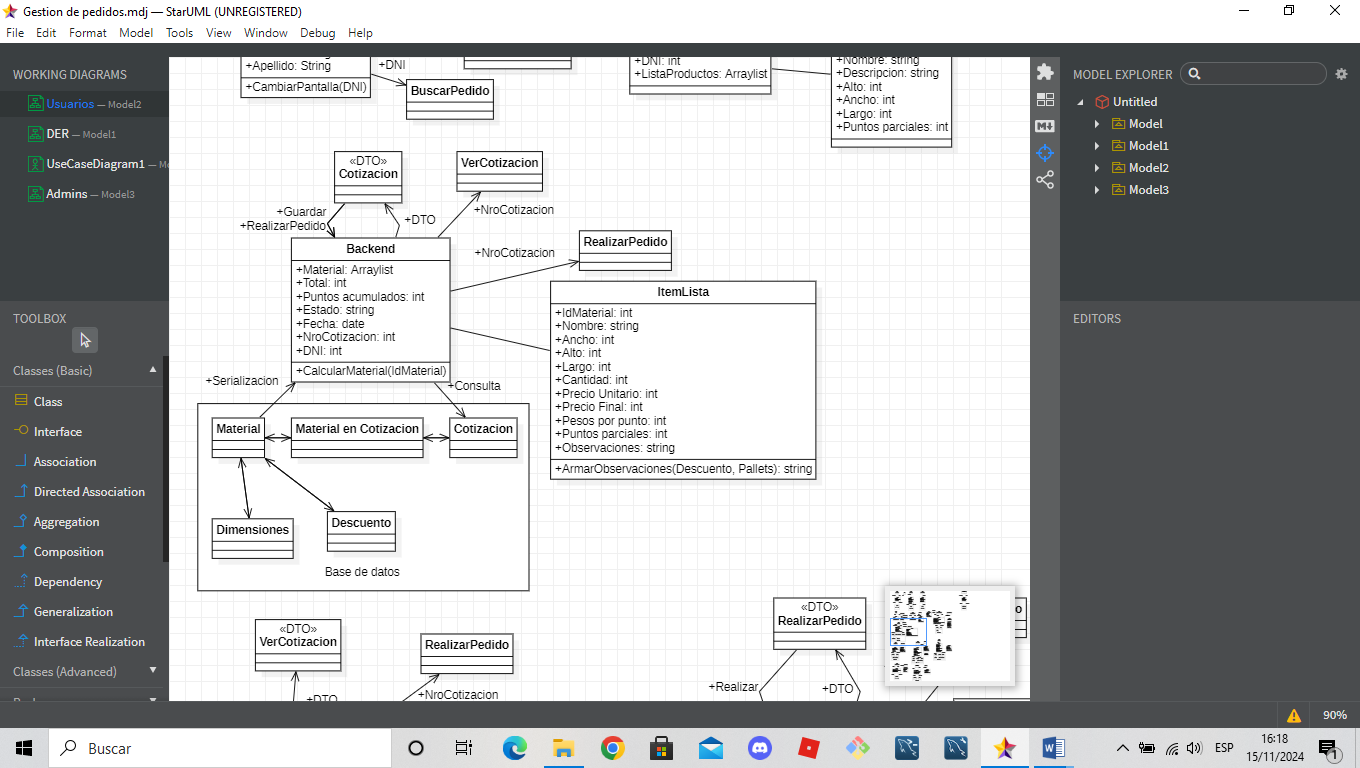 Gestion de pedidos.mdj — StarUML (UNREGISTERED)
File Edit Format Model Tools View Window Debug Help
WORKING DIAGRAMS
Usuarios — Model2
DER — Model1
UseCaseDiagram1 — Mo
Admins — Model3
TOOLBOX
Classes (Basic)
Class
Interface
Association
Directed Association
Aggregation
Composition
Dependency
Generalization
Interface Realization
Classes (Advanced)
+Apellido: String
+CambiarPantalla(DNI)
+DNI
BuscarPedido
+DNI: int
+ListaProductos: Arraylist
+Nombre: string
+Descripcion: string
+Alto: int
+Ancho: int
+Largo: int
+Puntos parciales: int
«DTO»
Cotizacion
VerCotizacion
+Guardar
+RealizarPedido
+DTO
+NroCotizacion
Backend
+Material: Arraylist
+Total: int
+Puntos acumulados: int
+Estado: string
+Fecha: date
+NroCotizacion: int
+DNI: int
+CalcularMaterial(IdMaterial)
+NroCotizacion
RealizarPedido
ItemLista
+IdMaterial: int
+Nombre: string
+Ancho: int
+Alto: int
+Largo: int
+Cantidad: int
+Precio Unitario: int
+Precio Final: int
+Pesos por punto: int
+Puntos parciales: int
+Observaciones: string
+ArmarObservaciones(Descuento, Pallets): string
+Serializacion
+Consulta
Material
Material en Cotizacion
Cotizacion
Dimensiones
Descuento
Base de datos
«DTO»
VerCotizacion
+DTO
RealizarPedido
+NroCotizacion
«DTO»
RealizarPedido
+Realizar
+DTO
MODEL EXPLORER
Untitled
Model
Model1
Model2
Model3
EDITORS
90%
Buscar
ESP
16:18
15/11/2024
1